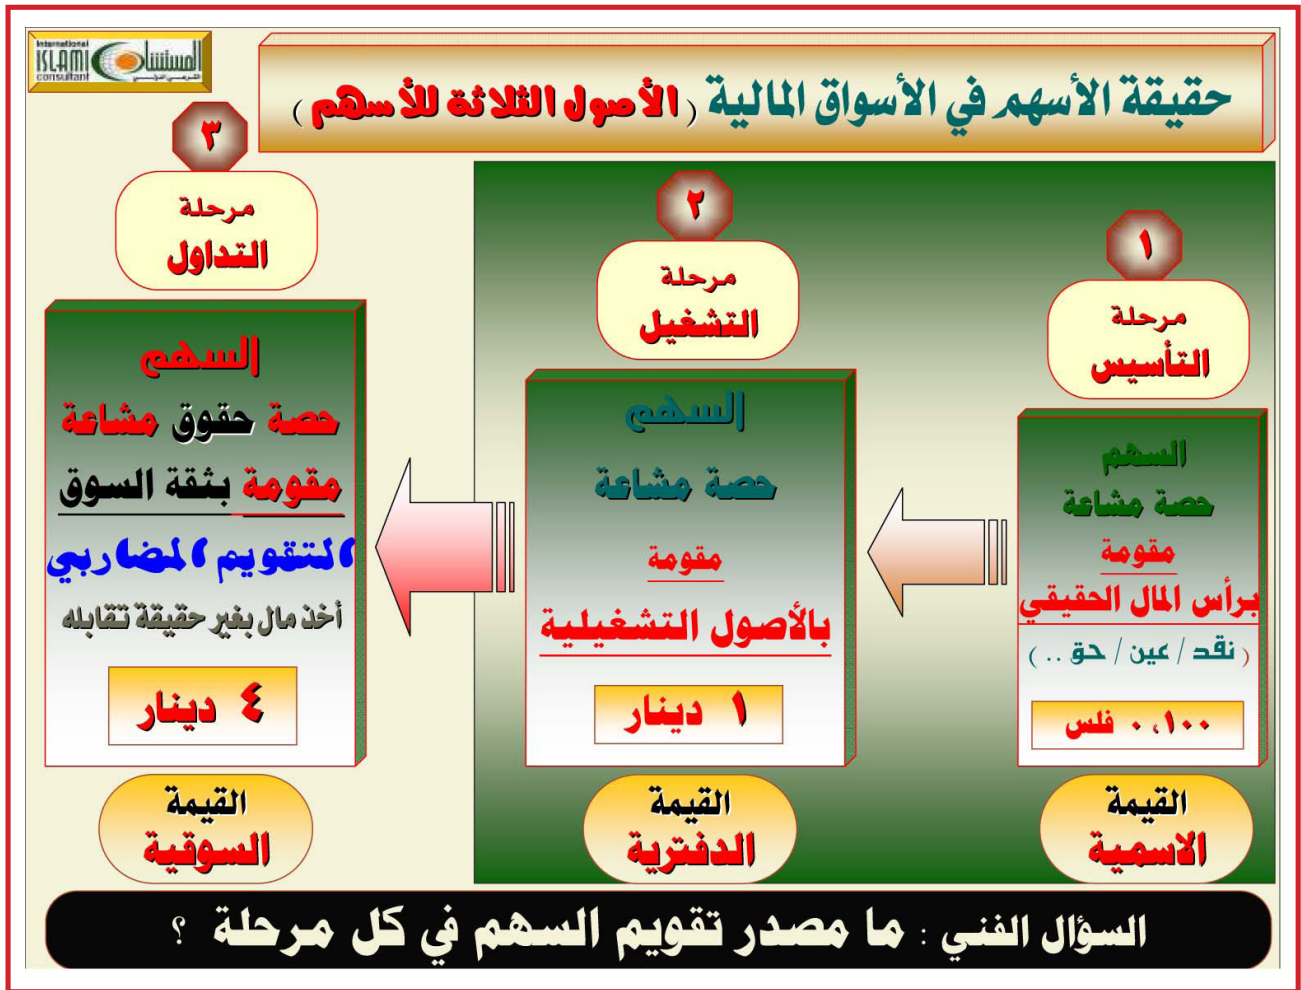 International
ISLAMI
consultant
المستشار
الشرعي الدولي
حقيقة الأسهم في الأسواق المالية ( الأصول الثلاثة للأسهم )
١
مرحلة
التأسيس
السهم
حصة مشاعة
مقومة
برأس المال الحقيقي
( نقد / عين / حق .. )
٠،١٠٠ فلس
القيمة
الاسمية
٢
مرحلة
التشغيل
السهم
حصة مشاعة
مقومة
بالأصول التشغيلية
١ دينار
القيمة
الدفترية
٣
مرحلة
التداول
السهم
حصة حقوق مشاعة
مقومة بثقة السوق
التقويم المضاربي
أخذ مال بغير حقيقة تقابله
٤ دينار
القيمة
السوقية
السؤال الفني : ما مصدر تقويم السهم في كل مرحلة ؟